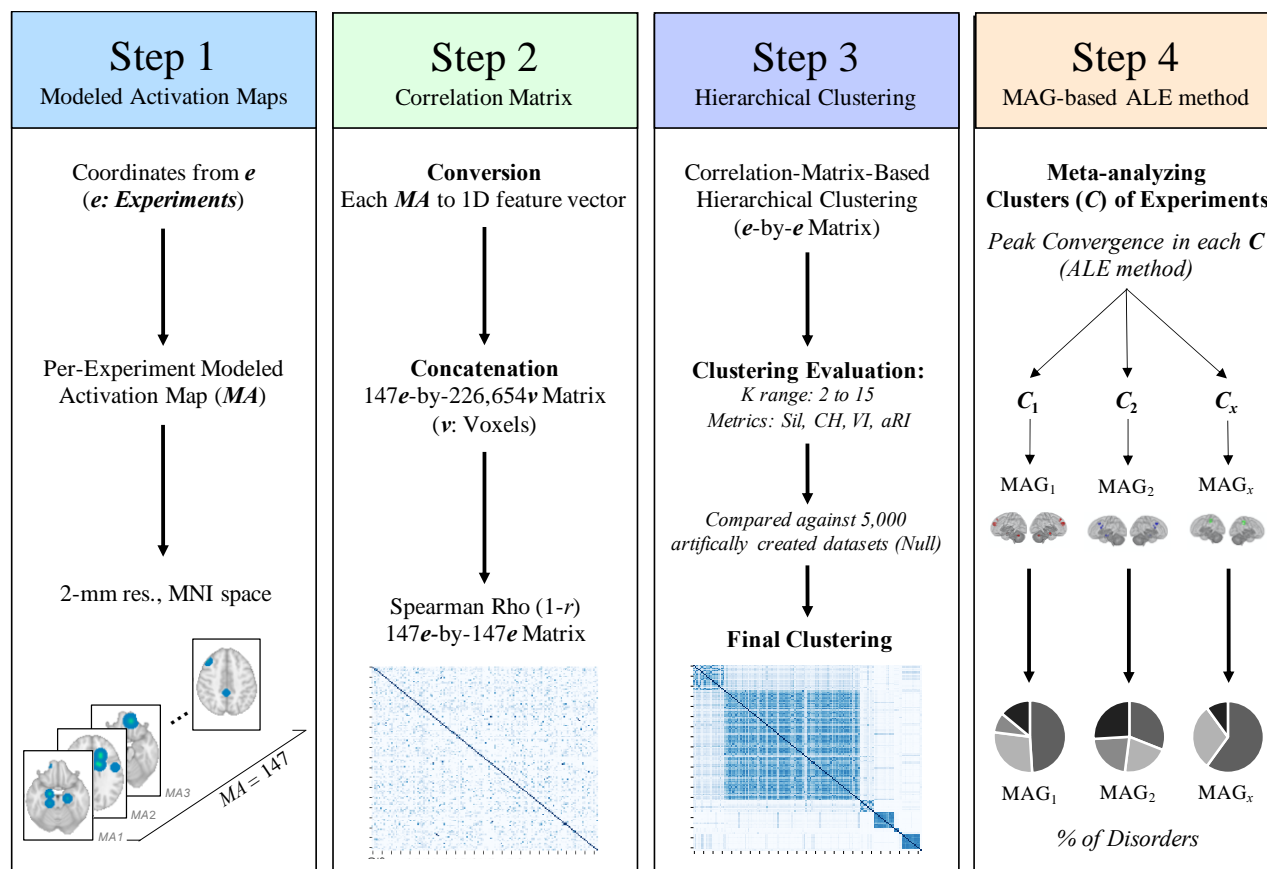 Step 1
Modeled Activation Maps
Coordinates from e
(e: Experiments)
Per-Experiment Modeled
Activation Map (MA)
2-mm res., MNI space
MA1
MA2
MA3
MA = 147
Step 2
Correlation Matrix
Conversion
Each MA to 1D feature vector
Concatenation
147e-by-226,654v Matrix
(v: Voxels)
Spearman Rho (1-r)
147e-by-147e Matrix
Step 3
Hierarchical Clustering
Correlation-Matrix-Based
Hierarchical Clustering
(e-by-e Matrix)
Clustering Evaluation:
K range: 2 to 15
Metrics: Sil, CH, VI, aRI
Compared against 5,000
artifically created datasets (Null)
Final Clustering
Step 4
MAG-based ALE method
Meta-analyzing
Clusters (C) of Experiments
Peak Convergence in each C
(ALE method)
C1 C2 Cx
MAG1 MAG2 MAGx
MAG1 MAG2 MAGx
% of Disorders